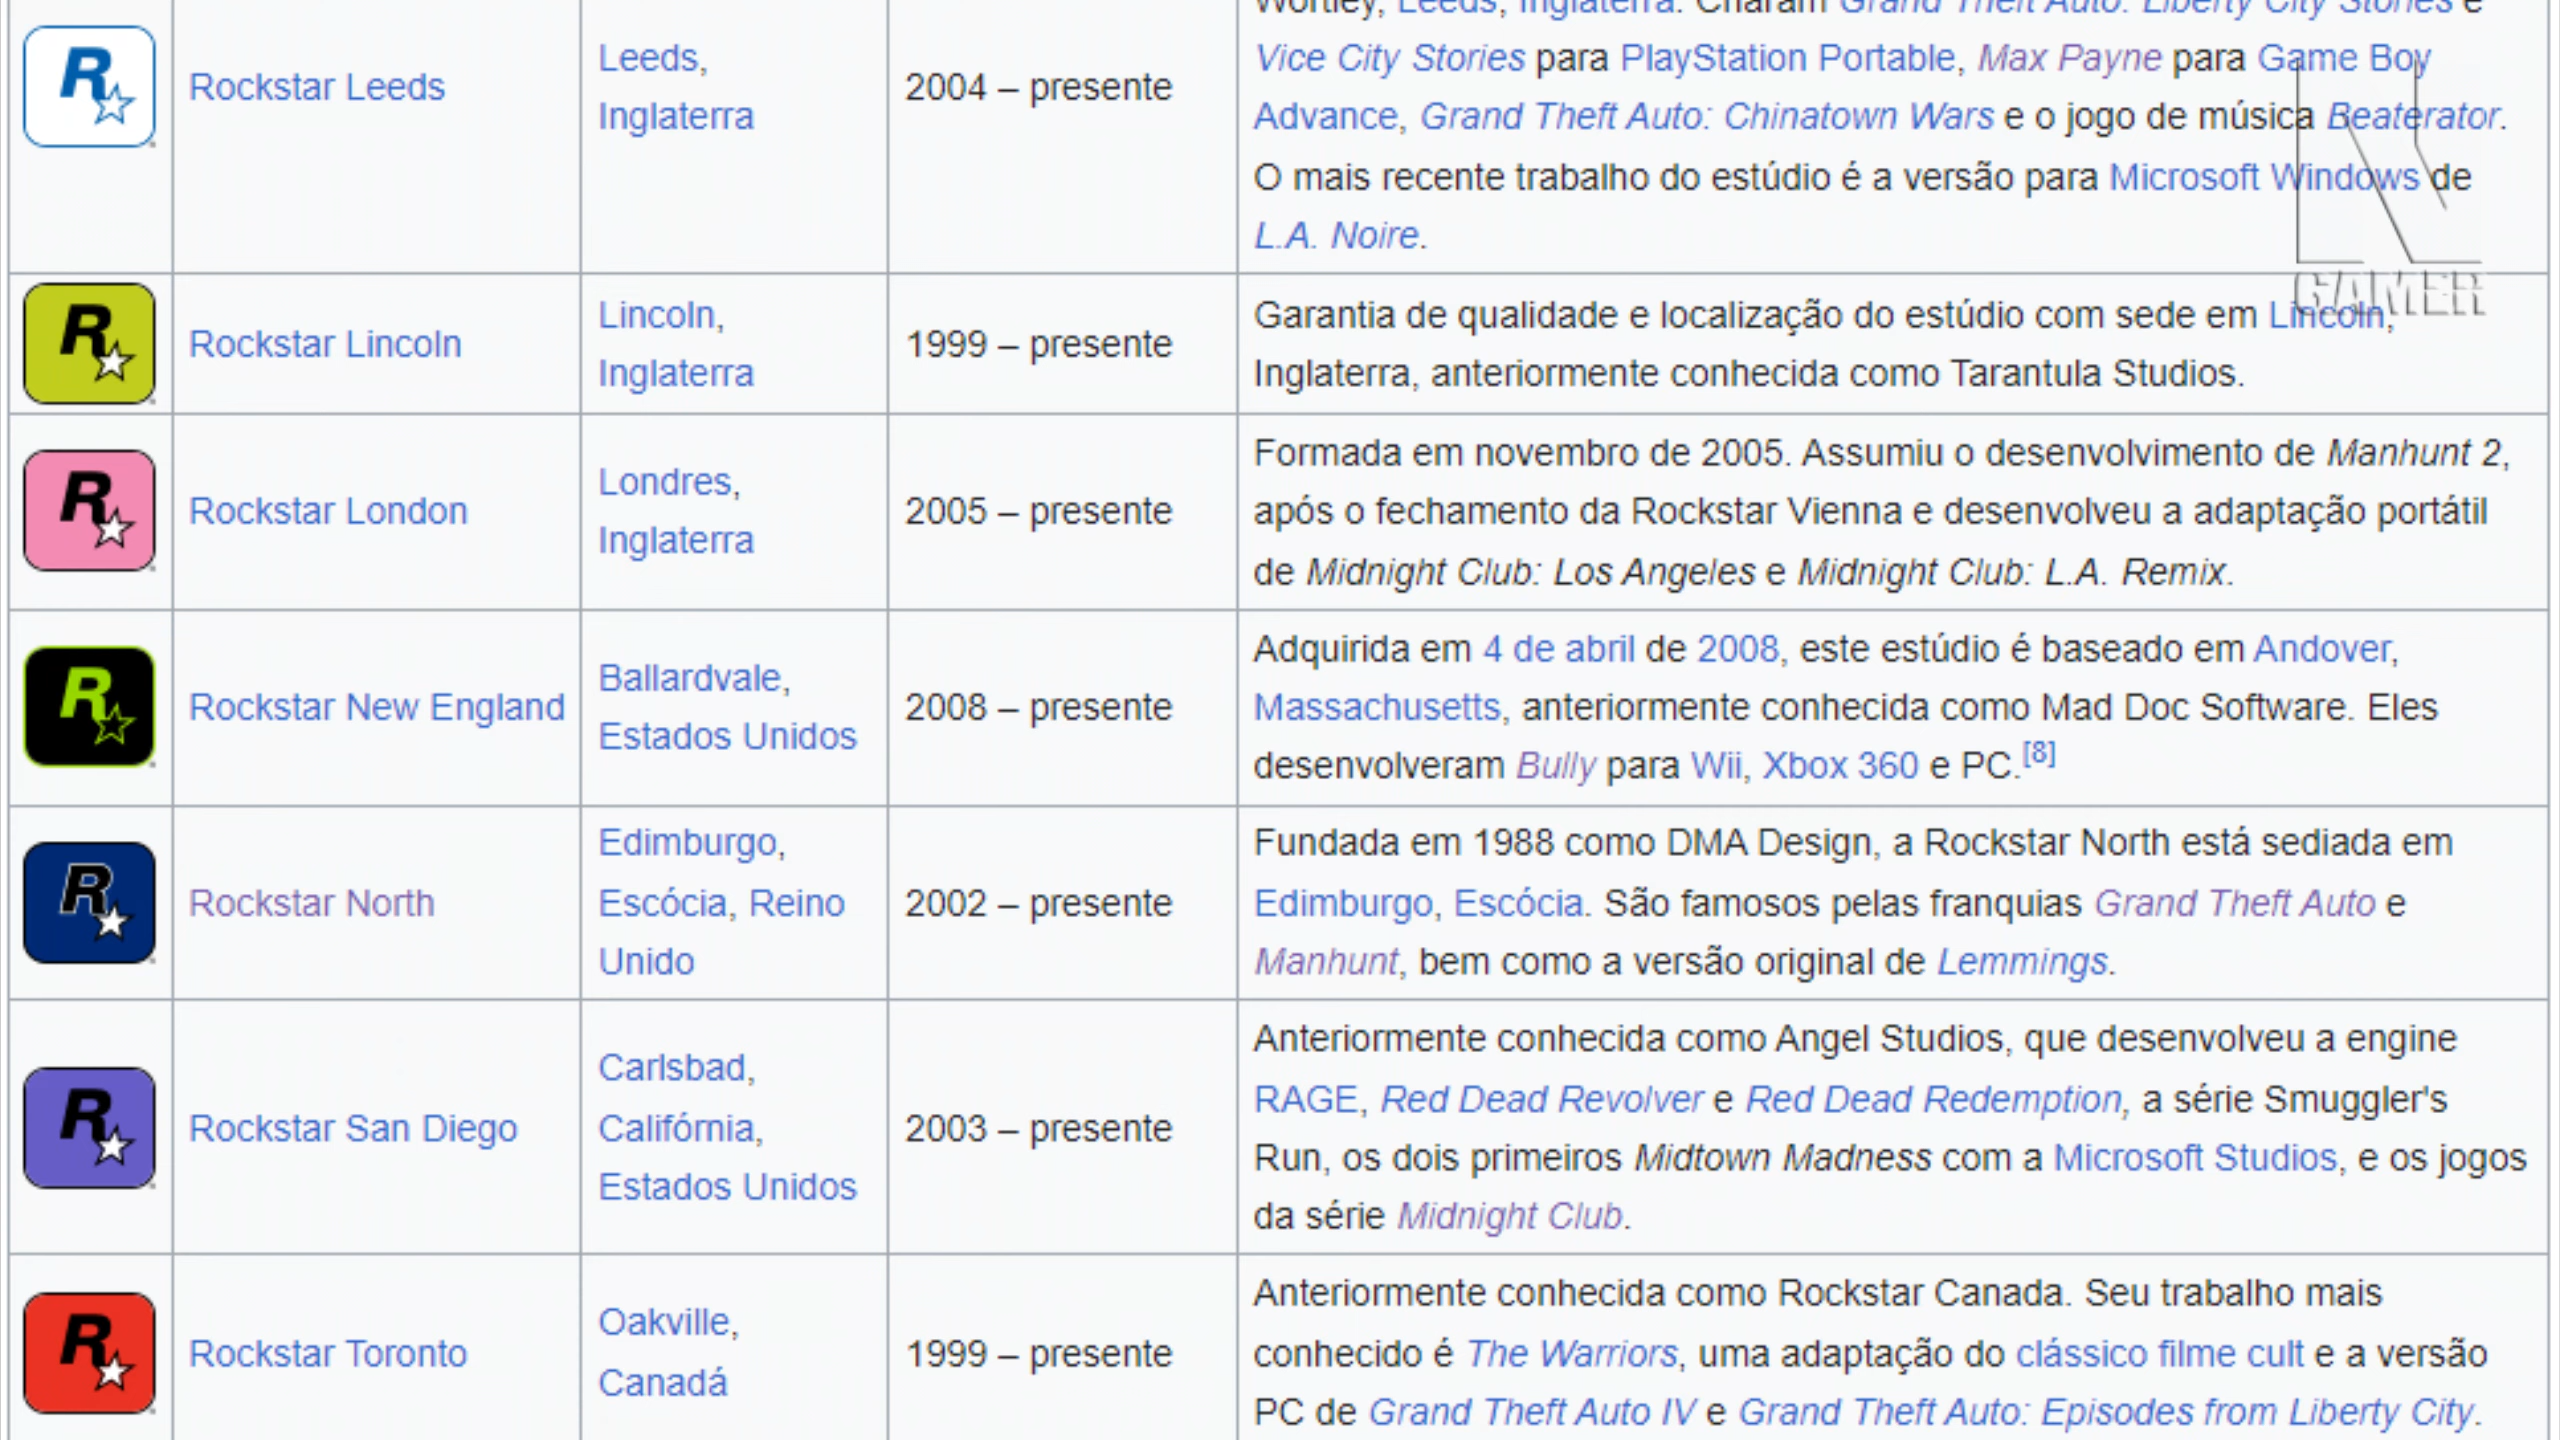 Wortley, Leeds, Inglaterra. Criaram Grand Theft Auto: Liberty City Stories e
R
Rockstar Leeds
Leeds,
Inglaterra
2004 – presente
Vice City Stories para PlayStation Portable, Max Payne para Game Boy
Advance, Grand Theft Auto: Chinatown Wars e o jogo de música Beaterator.
O mais recente trabalho do estúdio é a versão para Microsoft Windows de
L.A. Noire.
GAMER
R
Rockstar Lincoln
Lincoln,
Inglaterra
1999 – presente
Garantia de qualidade e localização do estúdio com sede em Lincoln,
Inglaterra, anteriormente conhecida como Tarantula Studios.
R
Rockstar London
Londres,
Inglaterra
2005 – presente
Formada em novembro de 2005. Assumiu o desenvolvimento de Manhunt 2,
após o fechamento da Rockstar Vienna e desenvolveu a adaptação portátil
de Midnight Club: Los Angeles e Midnight Club: L.A. Remix.
R
Rockstar New England
Ballardvale,
Estados Unidos
2008 – presente
Adquirida em 4 de abril de 2008, este estúdio é baseado em Andover,
Massachusetts, anteriormente conhecida como Mad Doc Software. Eles
desenvolveram Bully para Wii, Xbox 360 e PC.[8]
R
Rockstar North
Edimburgo,
Escócia, Reino
Unido
2002 – presente
Fundada em 1988 como DMA Design, a Rockstar North está sediada em
Edimburgo, Escócia. São famosos pelas franquias Grand Theft Auto e
Manhunt, bem como a versão original de Lemmings.
R
Rockstar San Diego
Carlsbad,
Califórnia,
Estados Unidos
2003 – presente
Anteriormente conhecida como Angel Studios, que desenvolveu a engine
RAGE, Red Dead Revolver e Red Dead Redemption, a série Smuggler's
Run, os dois primeiros Midtown Madness com a Microsoft Studios, e os jogos
da série Midnight Club.
R
Rockstar Toronto
Oakville,
Canadá
1999 – presente
Anteriormente conhecida como Rockstar Canada. Seu trabalho mais
conhecido é The Warriors, uma adaptação do clássico filme cult e a versão
PC de Grand Theft Auto IV e Grand Theft Auto: Episodes from Liberty City.